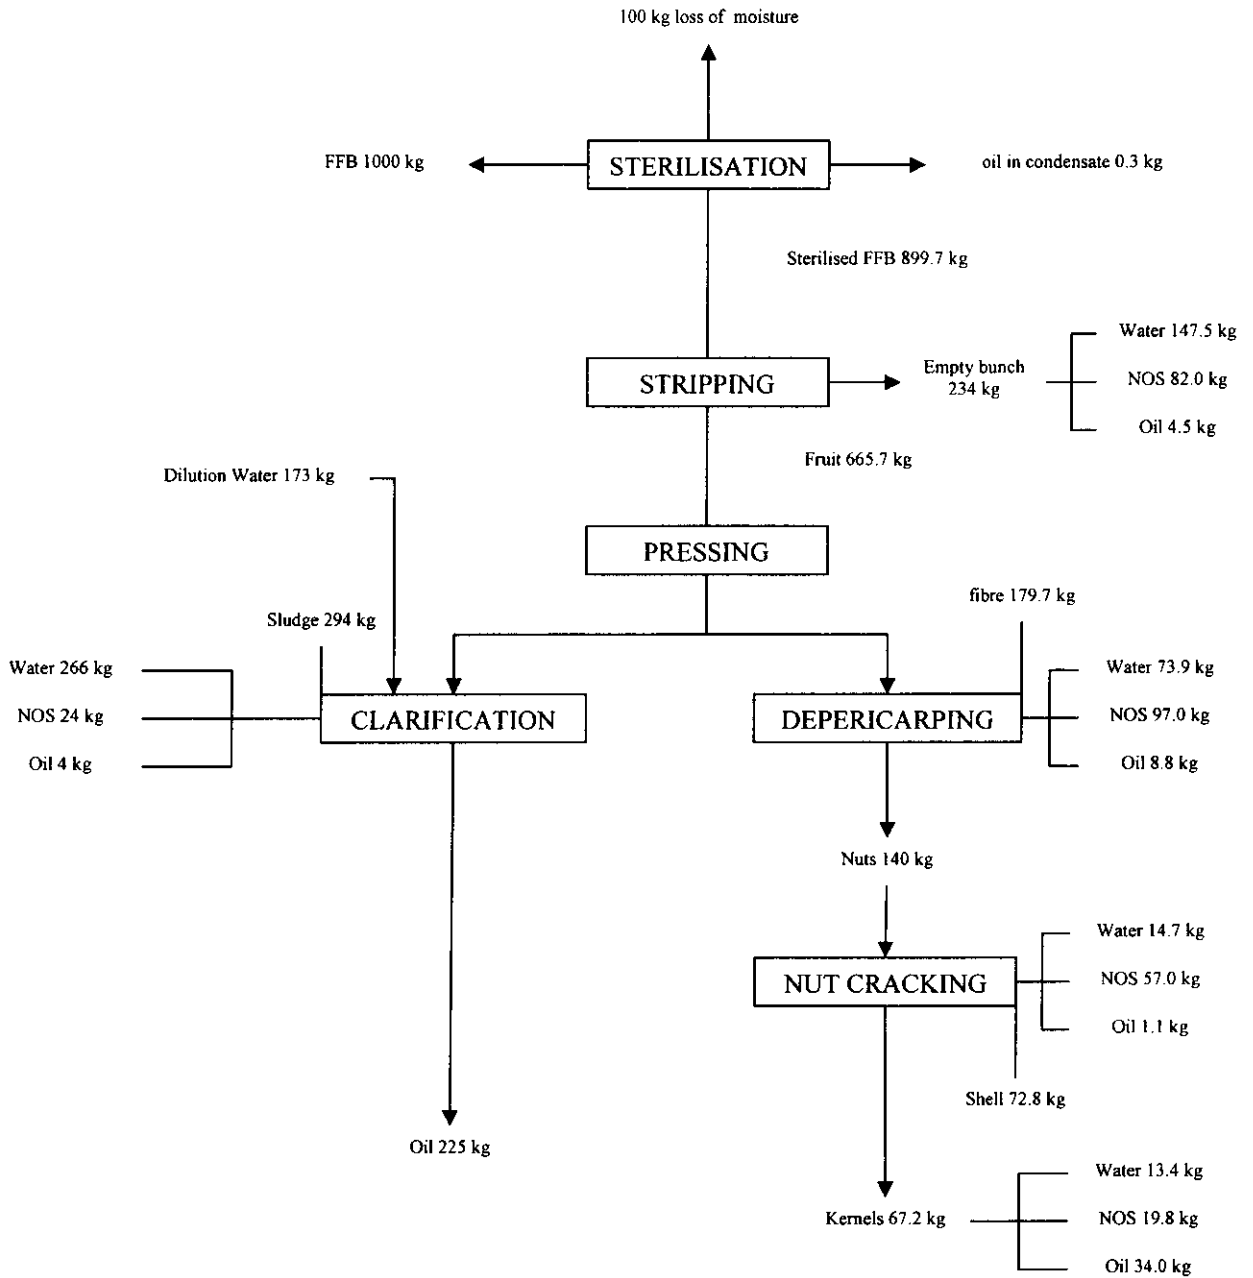 100 kg loss of moisture
FFB 1000 kg
STERILISATION
oil in condensate 0.3 kg
Sterilised FFB 899.7 kg
Water 147.5 kg
STRIPPING
Empty bunch
234 kg
NOS 82.0 kg
Oil 4.5 kg
Fruit 665.7 kg
Dilution Water 173 kg
PRESSING
fibre 179.7 kg
Sludge 294 kg
Water 266 kg
Water 73.9 kg
NOS 24 kg
CLARIFICATION
DEPERICARPING
NOS 97.0 kg
Oil 4 kg
Oil 8.8 kg
Nuts 140 kg
Water 14.7 kg
NUT CRACKING
NOS 57.0 kg
Oil 1.1 kg
Shell 72.8 kg
Oil 225 kg
Water 13.4 kg
Kernels 67.2 kg
NOS 19.8 kg
Oil 34.0 kg